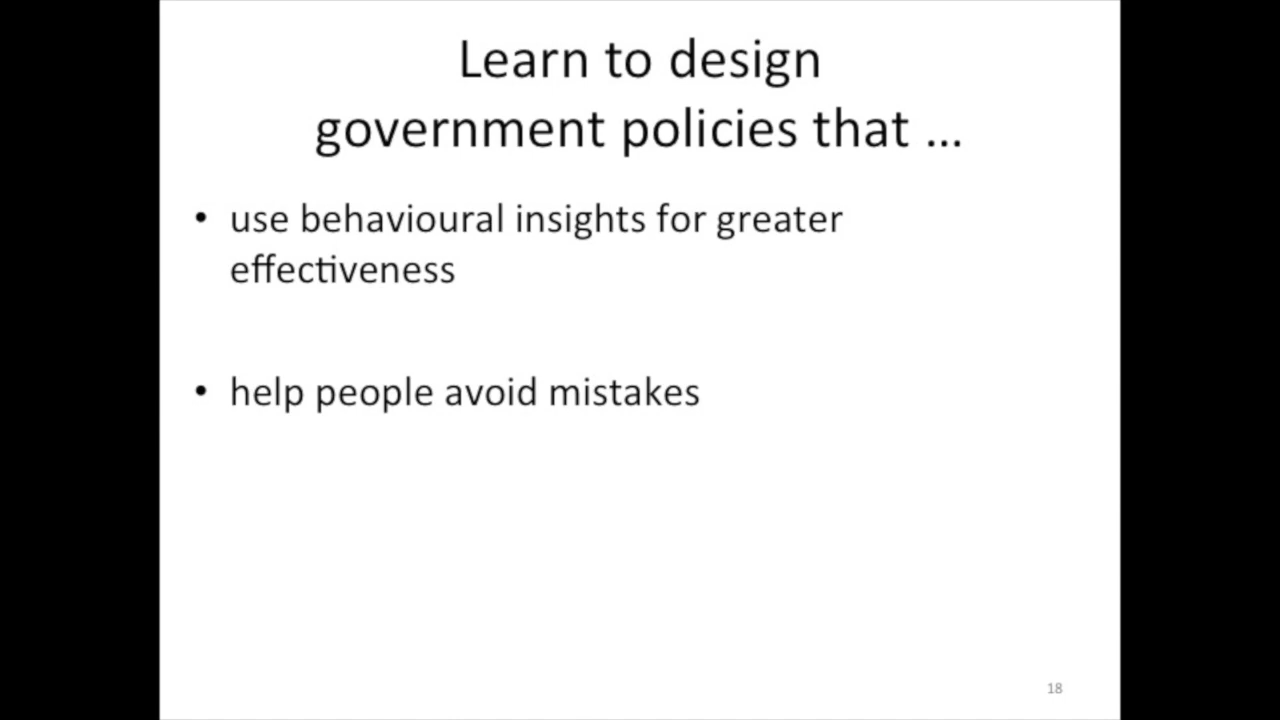 Learn to design
government policies that ...
• use behavioural insights for greater
effectiveness
• help people avoid mistakes
18